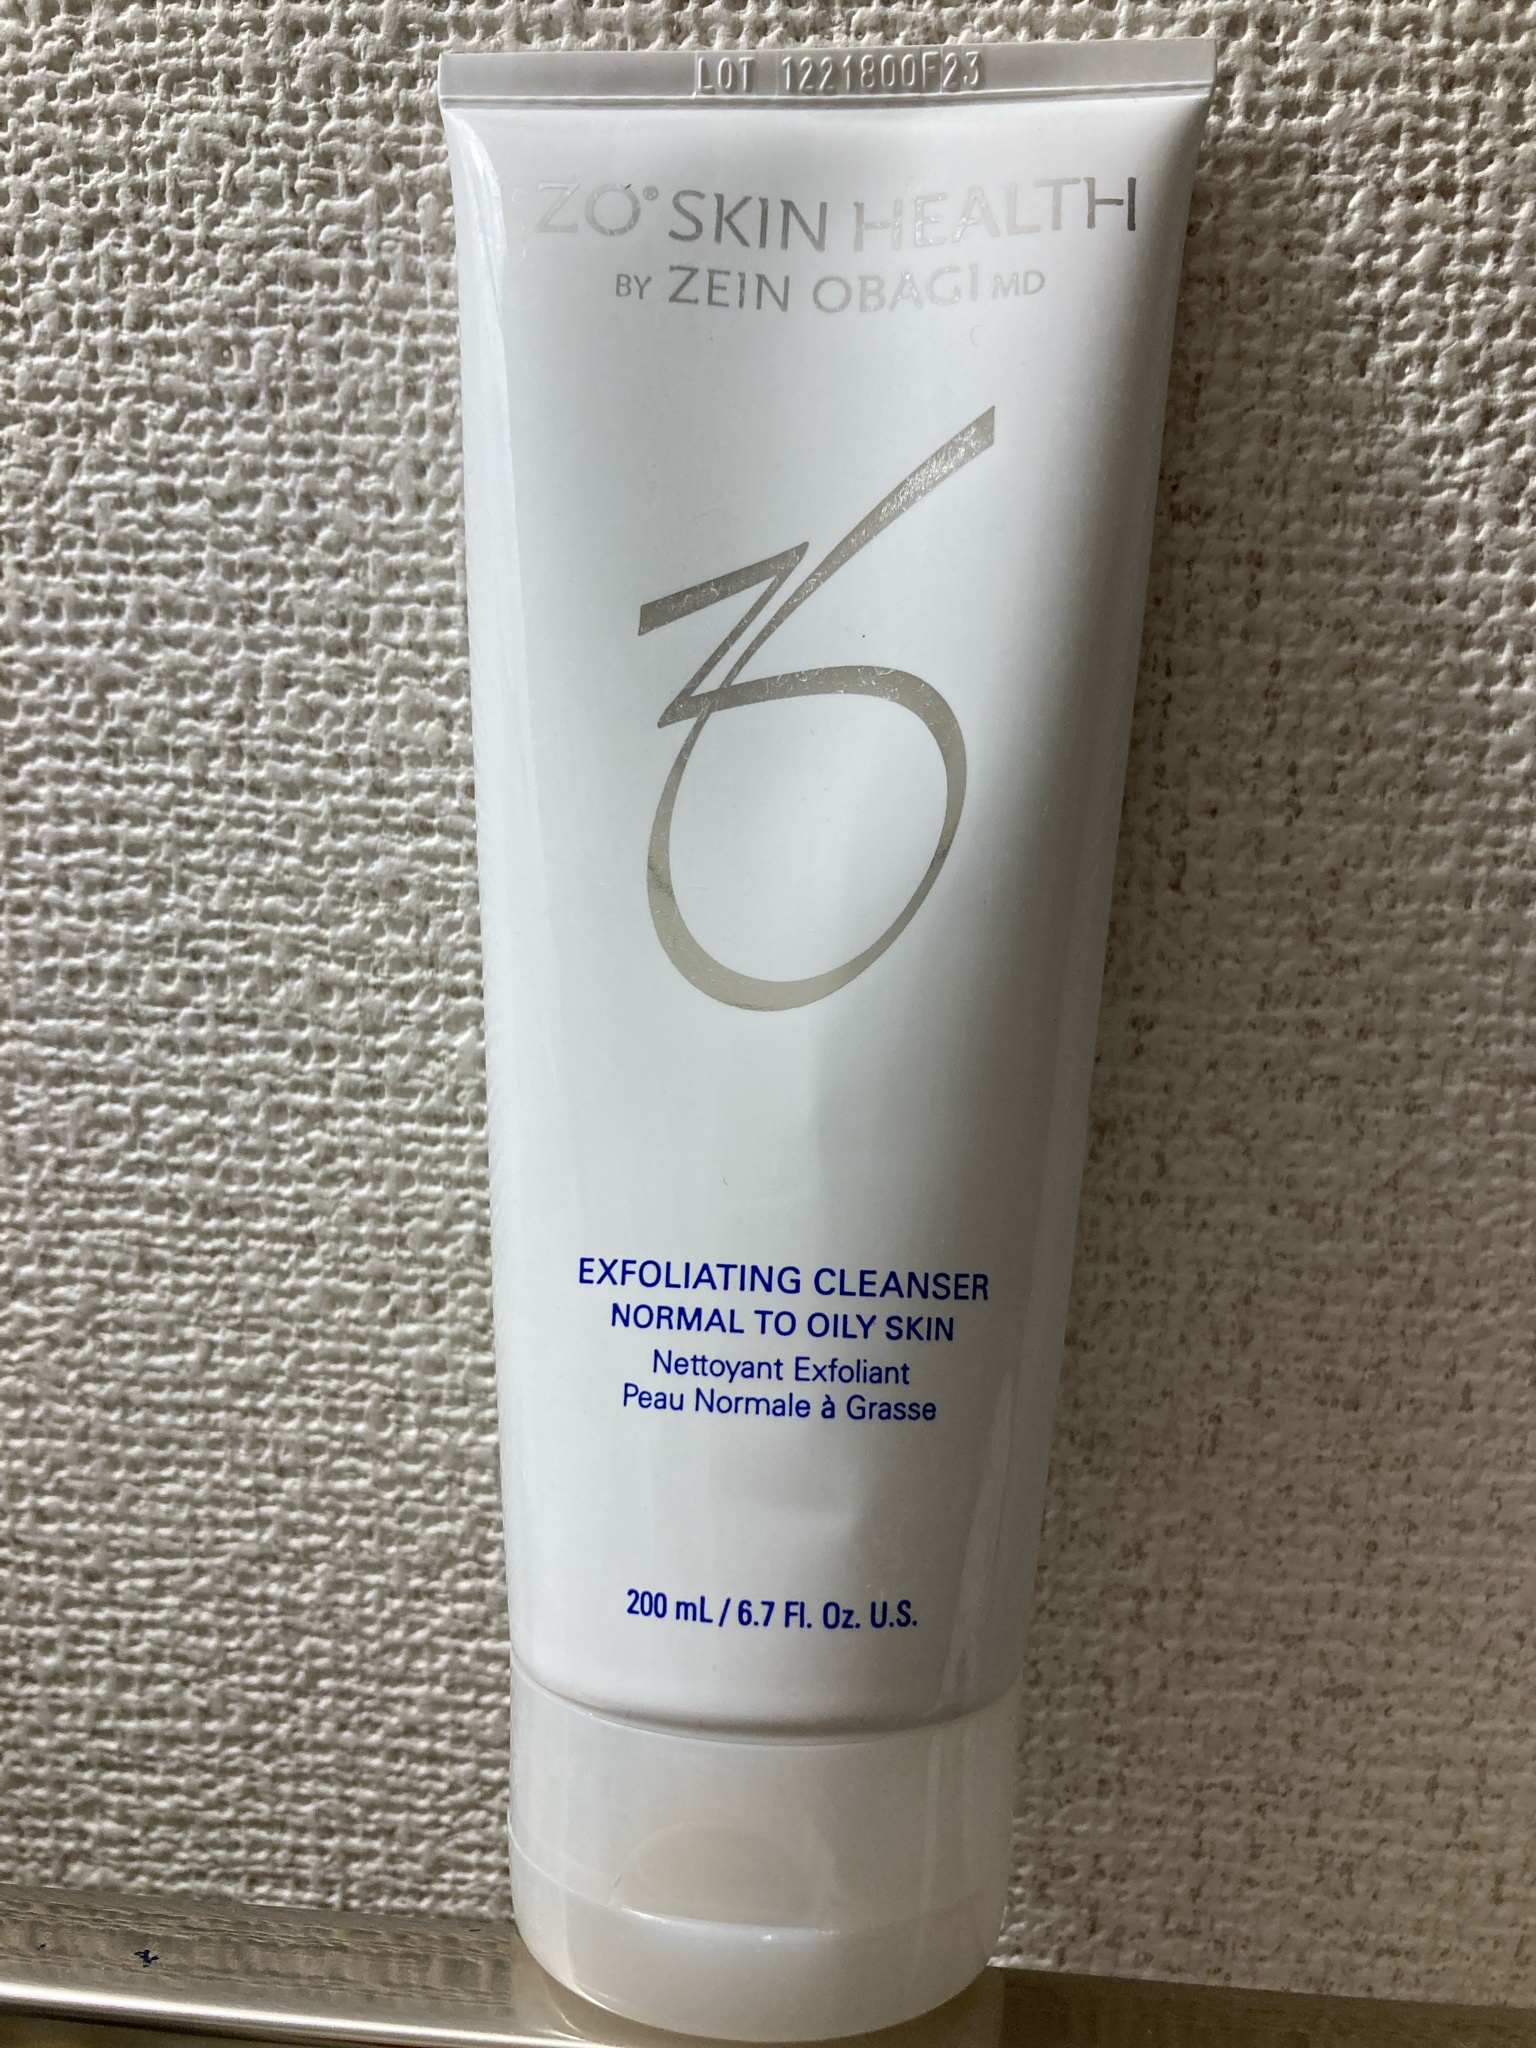 LOT 1221800F23
ZO® SKIN HEALTH
BY ZEIN OBAGI MD
EXFOLIATING CLEANSER
NORMAL TO OILY SKIN
Nettoyant Exfoliant
Peau Normale à Grasse
200 mL / 6.7 Fl. Oz. U.S.